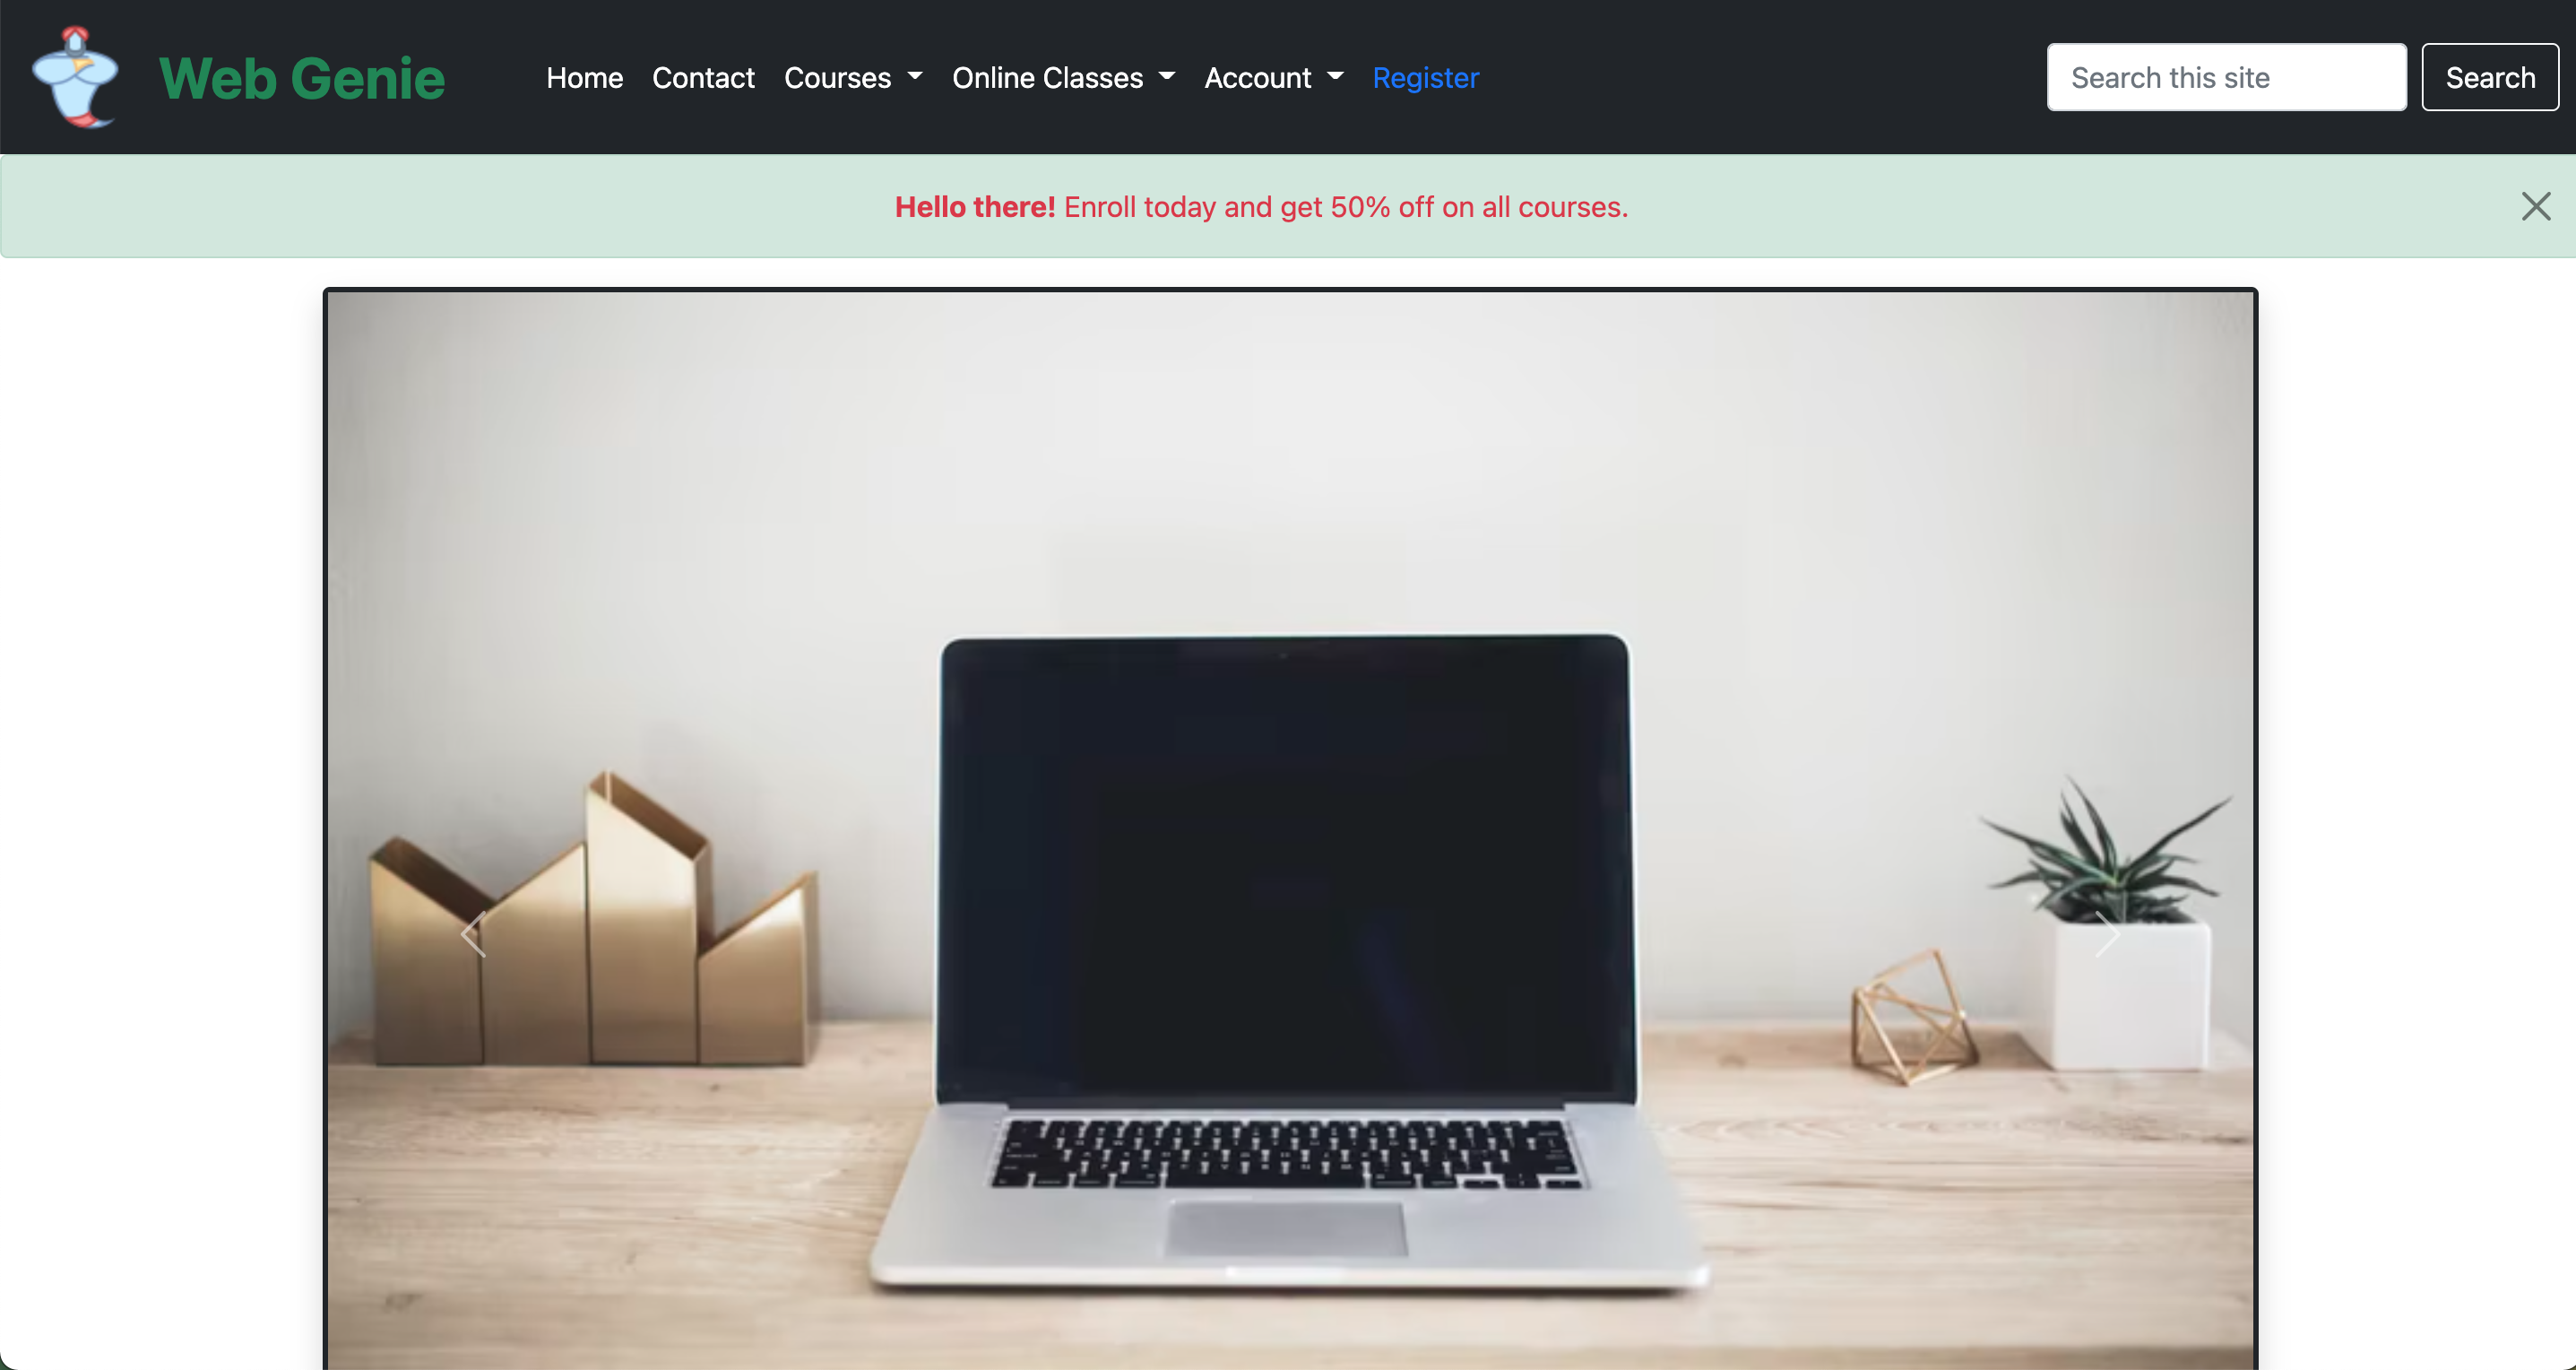 Web Genie
Home Contact Courses Online Classes Account Register
Search this site
Search
Hello there! Enroll today and get 50% off on all courses.